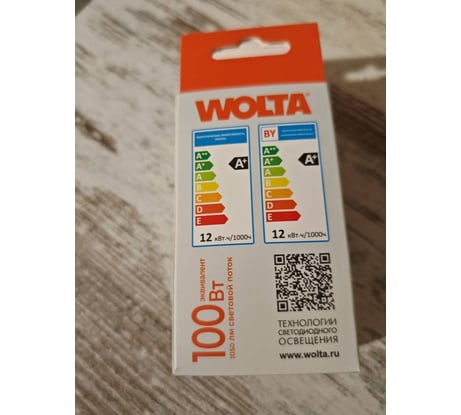 WOLTA®
A++
A+
A
B
C
D
E
A+
12 кВт·ч/1000ч
BY
A++
A+
A
B
C
D
E
A+
12 кВт·ч/1000ч
эквивалент
100 Вт
1050 лм световой поток
ТЕХНОЛОГИИ
СВЕТОДИОДНОГО
ОСВЕЩЕНИЯ
www.wolta.ru